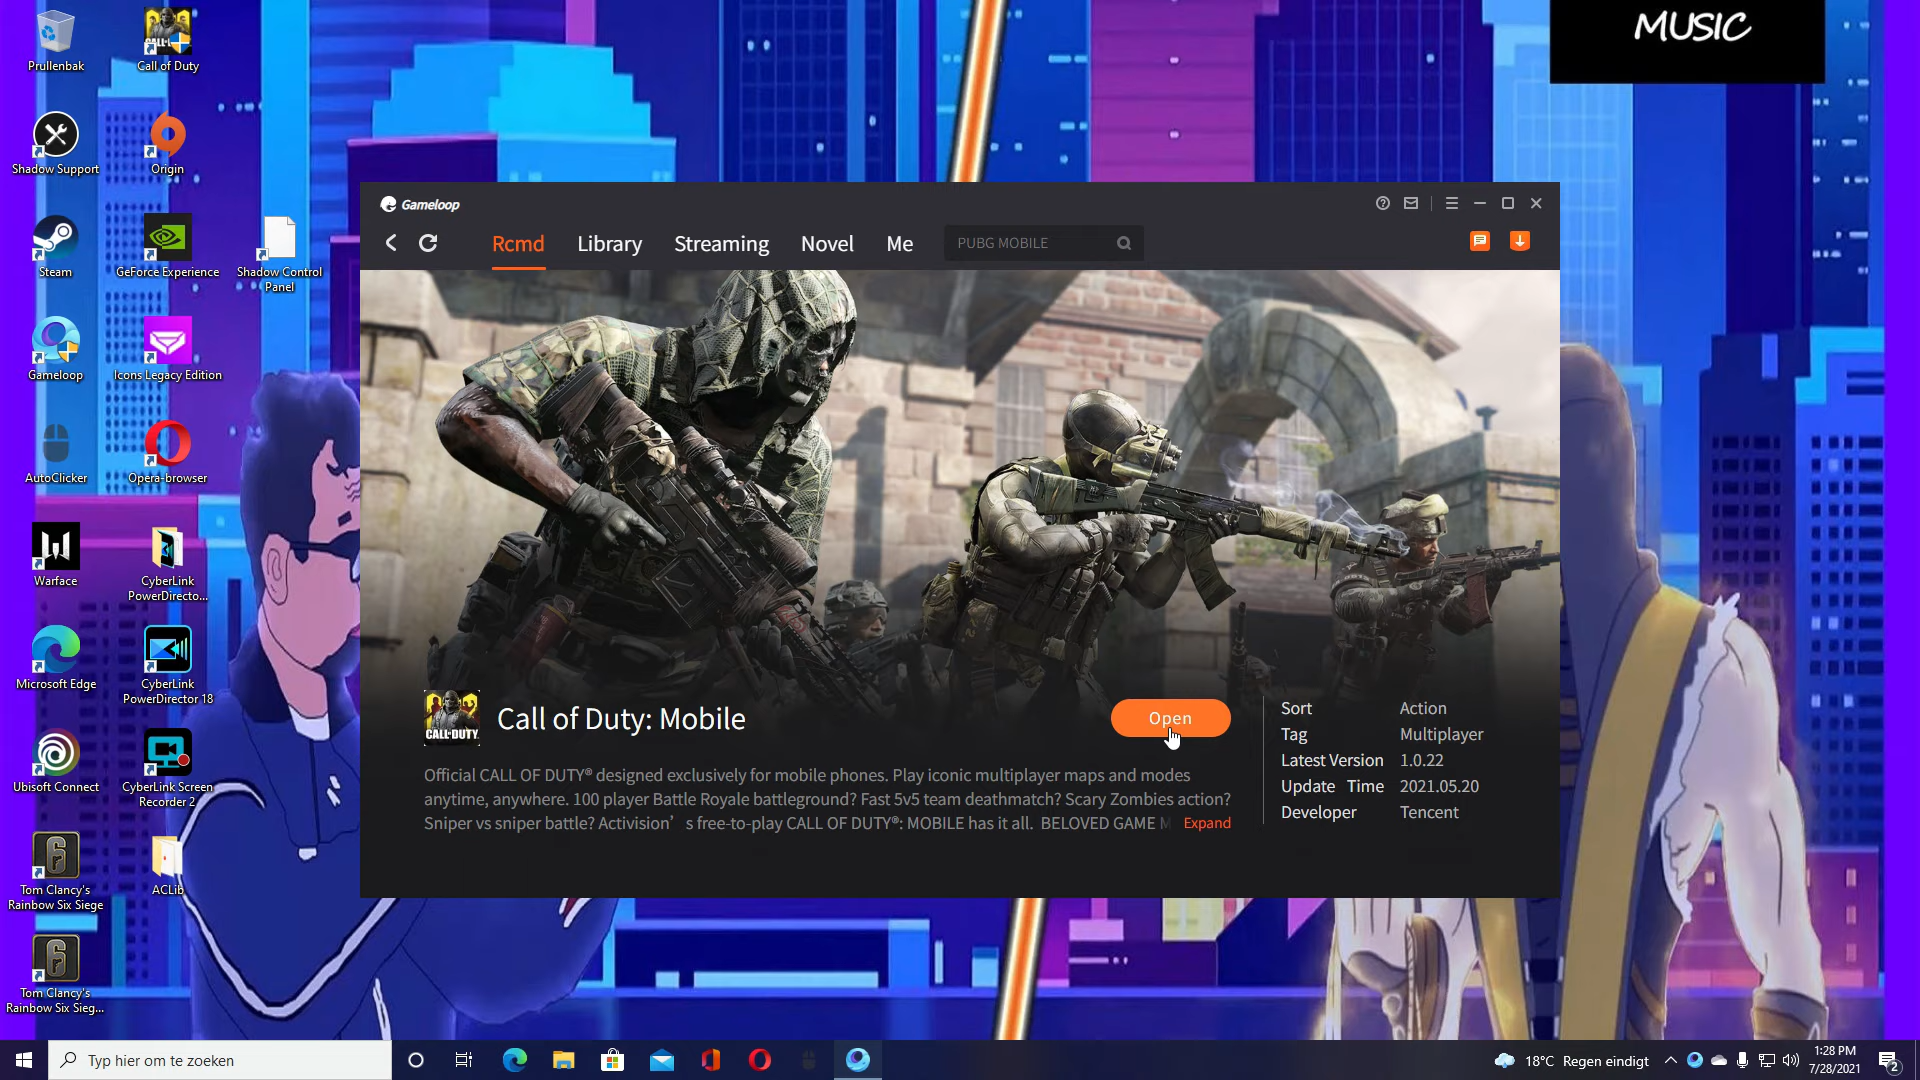 MUSIC
Prullenbak
Call of Duty
Shadow Support
Origin
Steam
GeForce Experience
Shadow Control
Panel
Gameloop
Icons Legacy Edition
AutoClicker
Opera-browser
Warface
CyberLink
PowerDirecto...
Microsoft Edge
CyberLink
PowerDirector 18
Ubisoft Connect
CyberLink Screen
Recorder 2
Tom Clancy's
Rainbow Six Siege
ACLib
Tom Clancy's
Rainbow Six Sieg...
Gameloop
Rcmd Library Streaming Novel Me PUBG MOBILE
CALL OF DUTY
Call of Duty: Mobile
Open
Official CALL OF DUTY® designed exclusively for mobile phones. Play iconic multiplayer maps and modes
anytime, anywhere. 100 player Battle Royale battleground? Fast 5v5 team deathmatch? Scary Zombies action?
Sniper vs sniper battle? Activision’ s free-to-play CALL OF DUTY®: MOBILE has it all. BELOVED GAME M Expand
Sort Action
Tag Multiplayer
Latest Version 1.0.22
Update Time 2021.05.20
Developer Tencent
Typ hier om te zoeken
18°C Regen eindigt
1:28 PM
7/28/2021
2